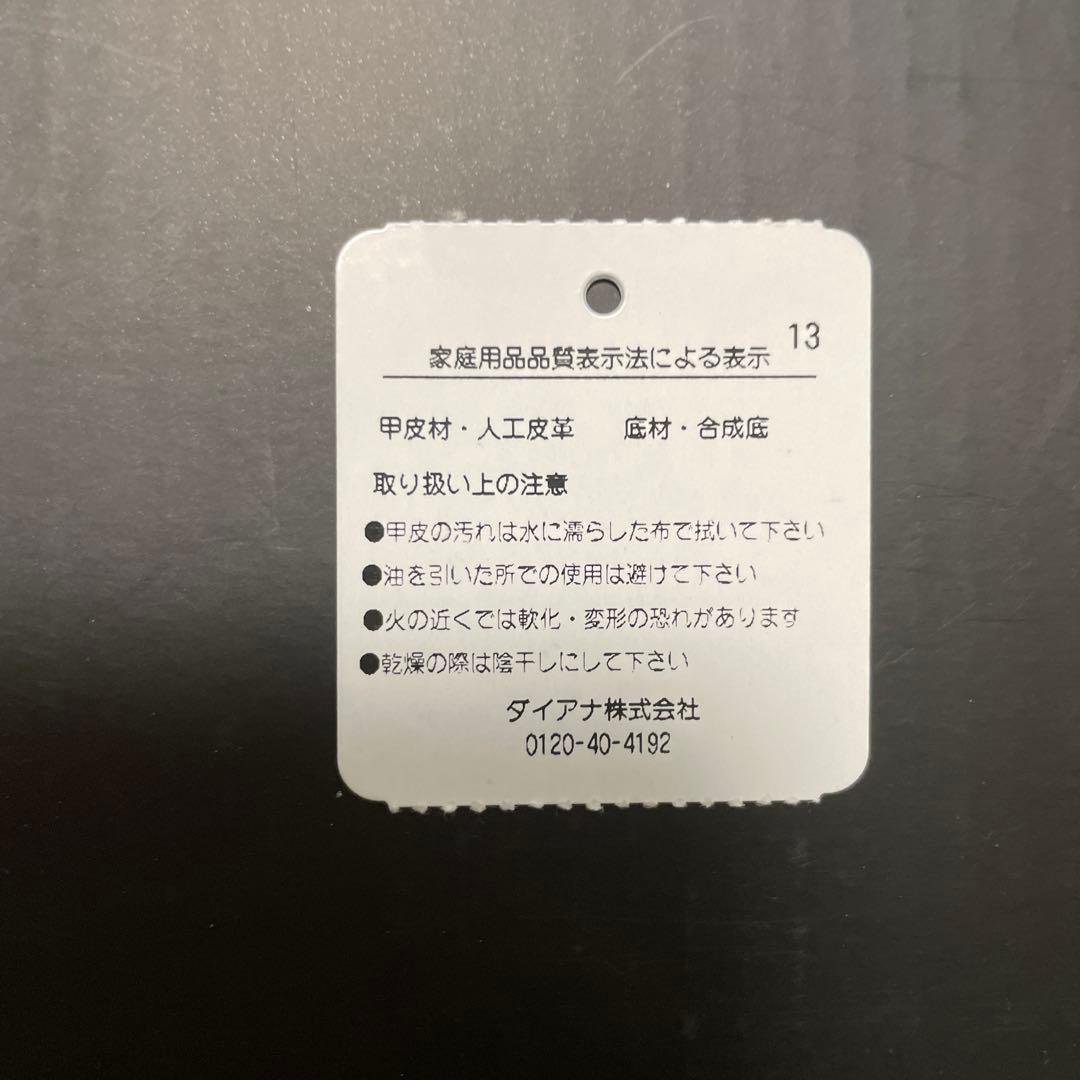 13
家庭用品品質表示法による表示
甲皮材・人工皮革　　底材・合成底
取り扱い上の注意
●甲皮の汚れは水に濡らした布で拭いて下さい
●油を引いた所での使用は避けて下さい
●火の近くでは軟化・変形の恐れがあります
●乾燥の際は陰干しにして下さい
ダイアナ株式会社
0120-40-4192